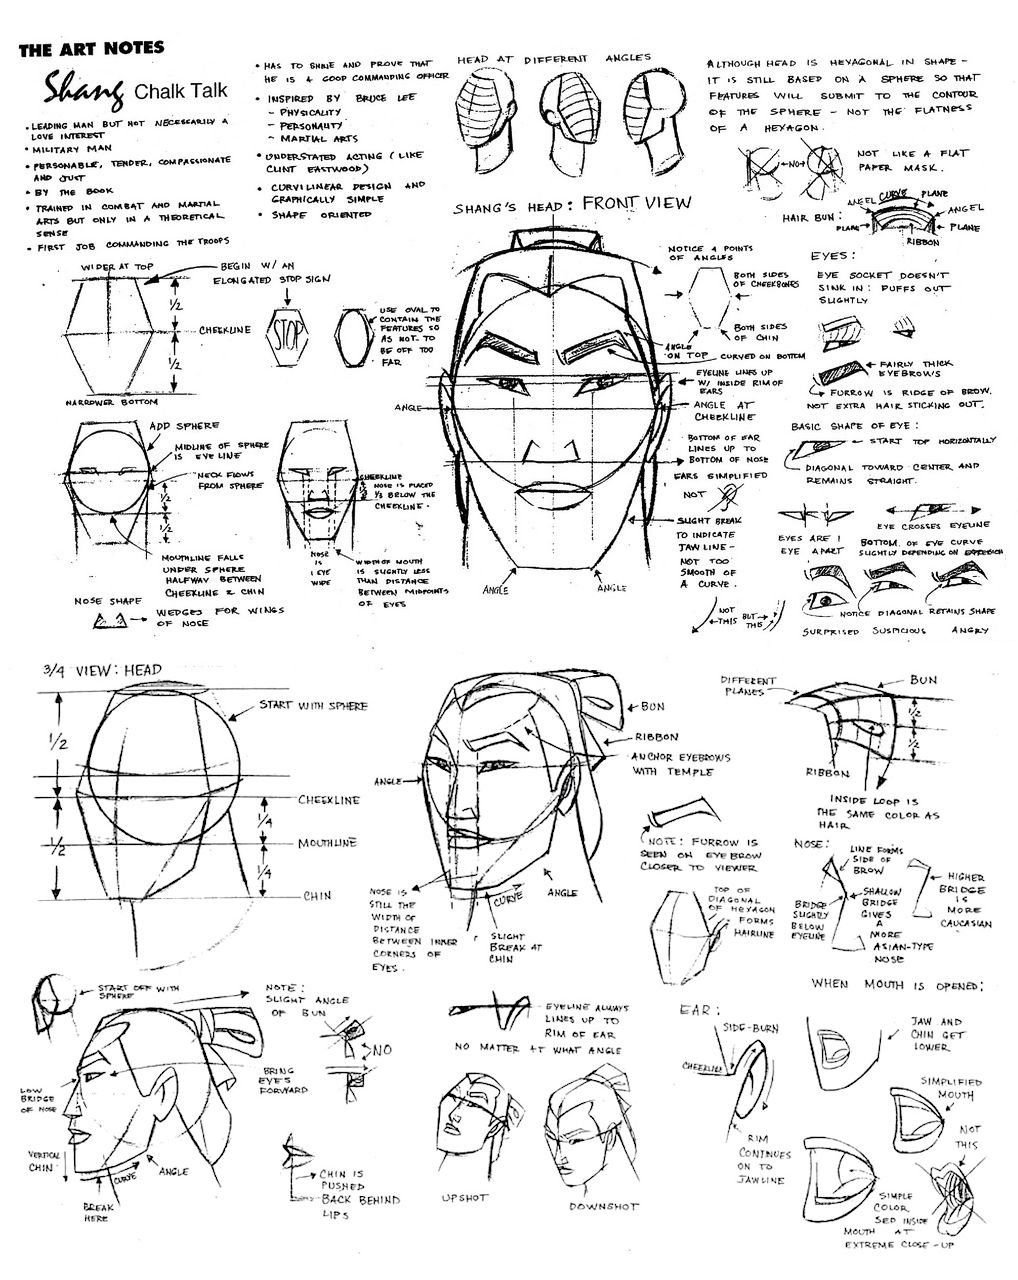 THE ART NOTES
Shang Chalk Talk
• LEADING MAN BUT NOT NECESSARILY A
LOVE INTEREST
• MILITARY MAN
• PERSONABLE, TENDER, COMPASSIONATE
AND JUST
• BY THE BOOK
• TRAINED IN COMBAT AND MARTIAL
ARTS BUT ONLY IN A THEORETICAL
SENSE
• FIRST JOB COMMANDING THE TROOPS
• HAS TO SHINE AND PROVE THAT
HE IS A GOOD COMMANDING OFFICER
• INSPIRED BY BRUCE LEE
- PHYSICALITY
- PERSONALITY
- MARTIAL ARTS
• UNDERSTATED ACTING (LIKE
CLINT EASTWOOD)
• CURVILINEAR DESIGN AND
GRAPHICALLY SIMPLE
• SHAPE ORIENTED
HEAD AT DIFFERENT ANGLES
ALTHOUGH HEAD IS HEXAGONAL IN SHAPE -
IT IS STILL BASED ON A SPHERE SO THAT
FEATURES WILL SUBMIT TO THE CONTOUR
OF THE SPHERE - NOT THE FLATNESS
OF A HEXAGON.
←NO→
NOT LIKE A FLAT
PAPER MASK.
HAIR BUN:
ANGEL CURVE PLANE
ANGEL
PLANE
PLANE
RIBBON
WIDER AT TOP
1/2
CHEEKLINE
1/2
NARROWER BOTTOM
BEGIN W/ AN
ELONGATED STOP SIGN
STOP
USE OVAL TO
CONTAIN THE
FEATURES SO
AS NOT TO
BE OFF TOO
FAR
SHANG'S HEAD: FRONT VIEW
NOTICE 4 POINTS
OF ANGLES
BOTH SIDES
OF CHEEKBONES
BOTH SIDES
OF CHIN
ANGLE
ON TOP
CURVED ON BOTTOM
EYELINE LINES UP
W/ INSIDE RIM OF
EARS
ANGLE
ANGLE AT
CHEEKLINE
BOTTOM OF EAR
LINES UP TO
BOTTOM OF NOSE
EARS SIMPLIFIED
NOT
SLIGHT BREAK
TO INDICATE
JAW LINE -
NOT TOO
SMOOTH OF
A CURVE.
NOT
THIS
BUT
THIS
ANGLE
ANGLE
EYES:
EYE SOCKET DOESN'T
SINK IN: PUFFS OUT
SLIGHTLY
FAIRLY THICK
EYEBROWS
FURROW IS RIDGE OF BROW.
NOT EXTRA HAIR STICKING OUT.
BASIC SHAPE OF EYE:
START TOP HORIZONTALLY
DIAGONAL TOWARD CENTER AND
REMAINS STRAIGHT.
EYES ARE 1
EYE APART
EYE CROSSES EYELINE
BOTTOM OF EYE CURVE
SLIGHTLY DEPENDING ON EXPRESSION
NOTICE DIAGONAL RETAINS SHAPE
SURPRISED SUSPICIOUS ANGRY
ADD SPHERE
MIDLINE OF SPHERE
IS EYE LINE
NECK FLOWS
FROM SPHERE
1/2
1/2
MOUTHLINE FALLS
UNDER SPHERE
HALFWAY BETWEEN
CHEEKLINE & CHIN
CHEEKLINE
NOSE IS PLACED
1/3 BELOW THE
CHEEKLINE.
NOSE
IS
1 EYE
WIDE
WIDTH OF MOUTH
IS SLIGHTLY LESS
THAN DISTANCE
BETWEEN MIDPOINTS
OF EYES
NOSE SHAPE
WEDGES FOR WINGS
OF NOSE
3/4 VIEW: HEAD
START WITH SPHERE
1/2
CHEEKLINE
1/2
1/4
MOUTHLINE
1/4
CHIN
BUN
RIBBON
ANCHOR EYEBROWS
WITH TEMPLE
ANGLE
NOSE IS
STILL THE
WIDTH OF
DISTANCE
BETWEEN INNER
CORNERS OF
EYES.
CURVE
ANGLE
SLIGHT
BREAK AT
CHIN
NOTE: FURROW IS
SEEN ON EYEBROW
CLOSER TO VIEWER
TOP OF
DIAGONAL
OF HEXAGON
FORMS
HAIRLINE
DIFFERENT
PLANES
BUN
1/2
1/2
RIBBON
INSIDE LOOP IS
THE SAME COLOR AS
HAIR
NOSE:
LINE FORMS
SIDE OF
BROW
SHALLOW
BRIDGE
GIVES
A
MORE
ASIAN-TYPE
NOSE
BRIDGE
SLIGHTLY
BELOW
EYELINE
HIGHER
BRIDGE
IS
MORE
CAUCASIAN
START OFF WITH
SPHERE
NOTE:
SLIGHT ANGLE
OF BUN
NO
BRING
EYES
FORWARD
LOW
BRIDGE
OF NOSE
VERTICAL
CHIN
CURVE
ANGLE
BREAK
HERE
CHIN IS
PUSHED
BACK BEHIND
LIPS
EYELINE ALWAYS
LINES UP TO
RIM OF EAR
NO MATTER AT WHAT ANGLE
UPSHOT
DOWNSHOT
EAR:
SIDE-BURN
CHEEKLINE
RIM
CONTINUES
ON TO
JAWLINE
WHEN MOUTH IS OPENED:
JAW AND
CHIN GET
LOWER
SIMPLIFIED
MOUTH
NOT
THIS
SIMPLE
COLOR
SEP INSIDE
MOUTH AT
EXTREME CLOSE-UP